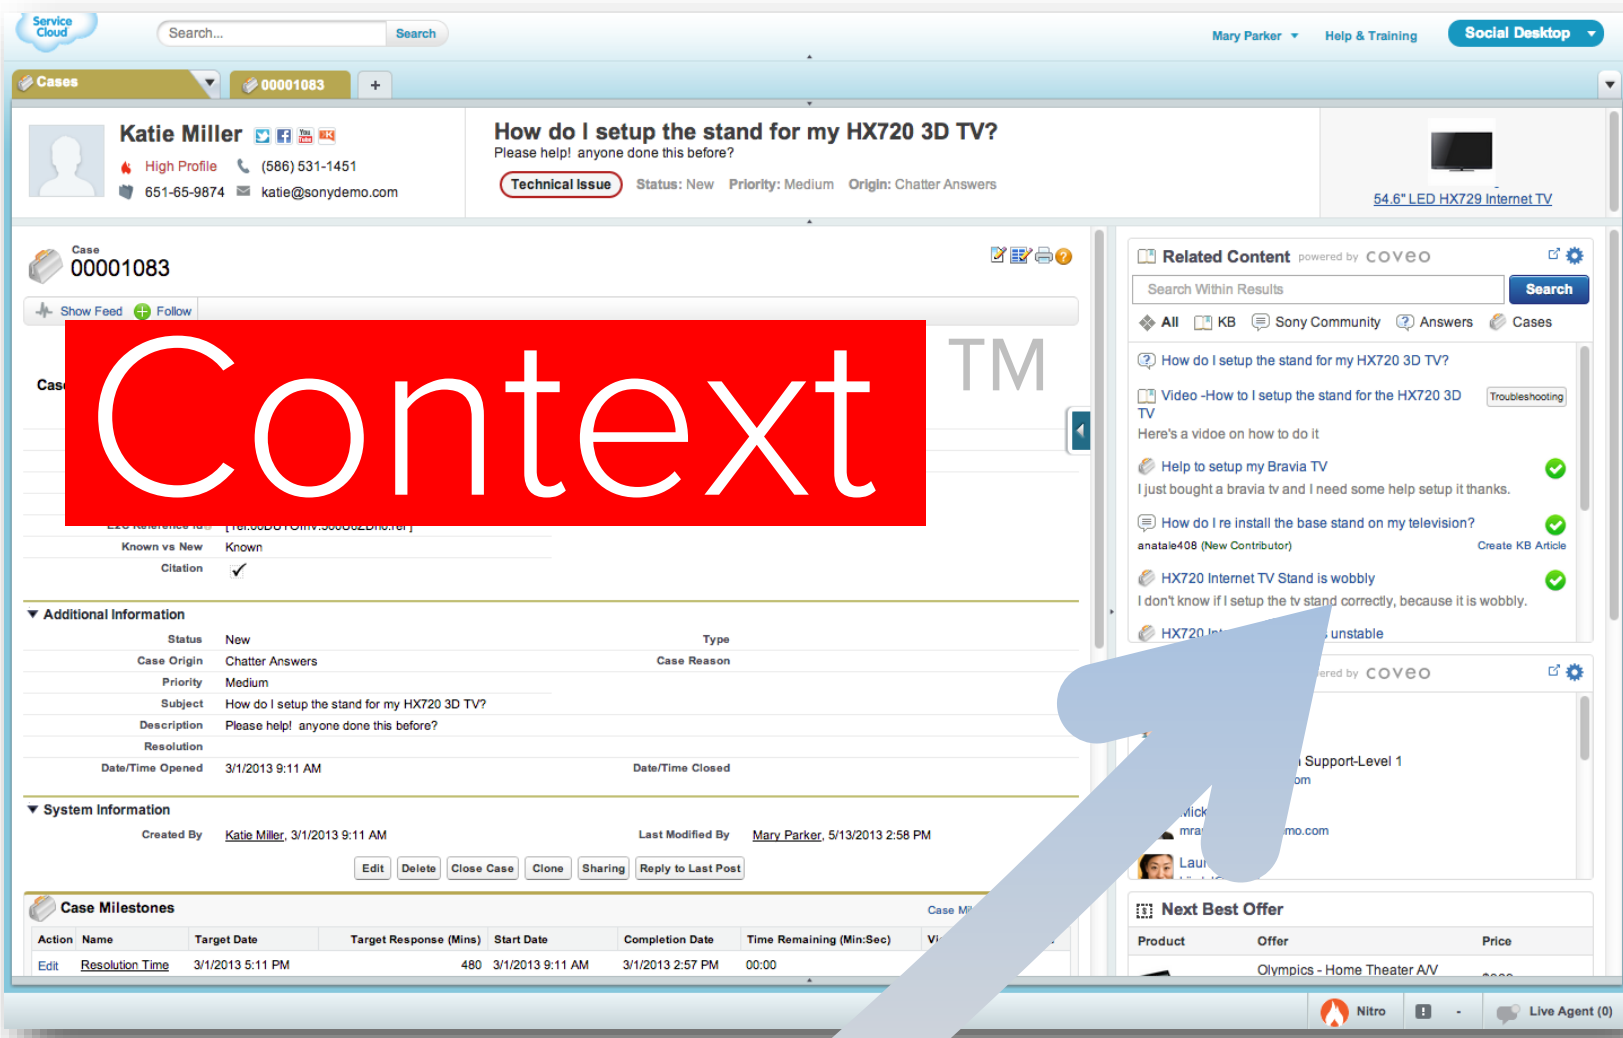 Service
Cloud
Search...
Search
Mary Parker
Help & Training
Social Desktop
Cases
00001083
+
Katie Miller
High Profile
(586) 531-1451
651-65-9874
katie@sonydemo.com
How do I setup the stand for my HX720 3D TV?
Please help! anyone done this before?
Technical Issue
Status: New Priority: Medium Origin: Chatter Answers
54.6" LED HX729 Internet TV
Case
00001083
Show Feed
Follow
Context ™
Known vs New Known
Citation
Additional Information
Status New Type
Case Origin Chatter Answers Case Reason
Priority Medium
Subject How do I setup the stand for my HX720 3D TV?
Description Please help! anyone done this before?
Resolution
Date/Time Opened 3/1/2013 9:11 AM Date/Time Closed
System Information
Created By Katie Miller, 3/1/2013 9:11 AM Last Modified By Mary Parker, 5/13/2013 2:58 PM
Edit Delete Close Case Clone Sharing Reply to Last Post
Case Milestones
Action Name Target Date Target Response (Mins) Start Date Completion Date Time Remaining (Min:Sec)
Edit Resolution Time 3/1/2013 5:11 PM 480 3/1/2013 9:11 AM 3/1/2013 2:57 PM 00:00
Related Content powered by coveo
Search Within Results
Search
All KB Sony Community Answers Cases
How do I setup the stand for my HX720 3D TV?
Video -How to I setup the stand for the HX720 3D
TV
Troubleshooting
Here's a vidoe on how to do it
Help to setup my Bravia TV
I just bought a bravia tv and I need some help setup it thanks.
How do I re install the base stand on my television?
anatale408 (New Contributor) Create KB Article
HX720 Internet TV Stand is wobbly
I don't know if I setup the tv stand correctly, because it is wobbly.
HX720 unstable
by coveo
Support-Level 1
Next Best Offer
Product Offer Price
Olympics - Home Theater A/V
Nitro
-
Live Agent (0)